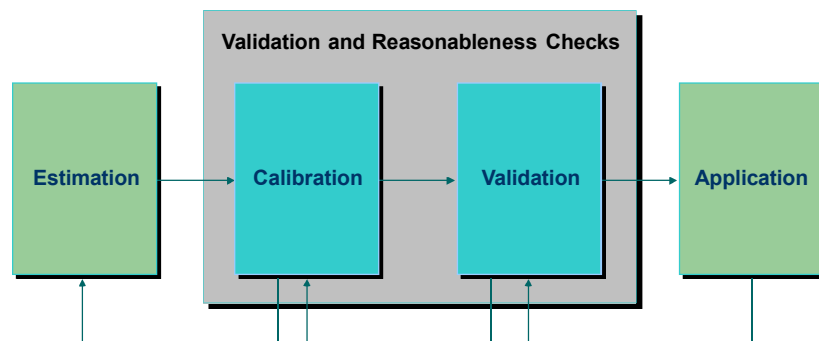 Validation and Reasonableness Checks
Estimation
Calibration
Validation
Application